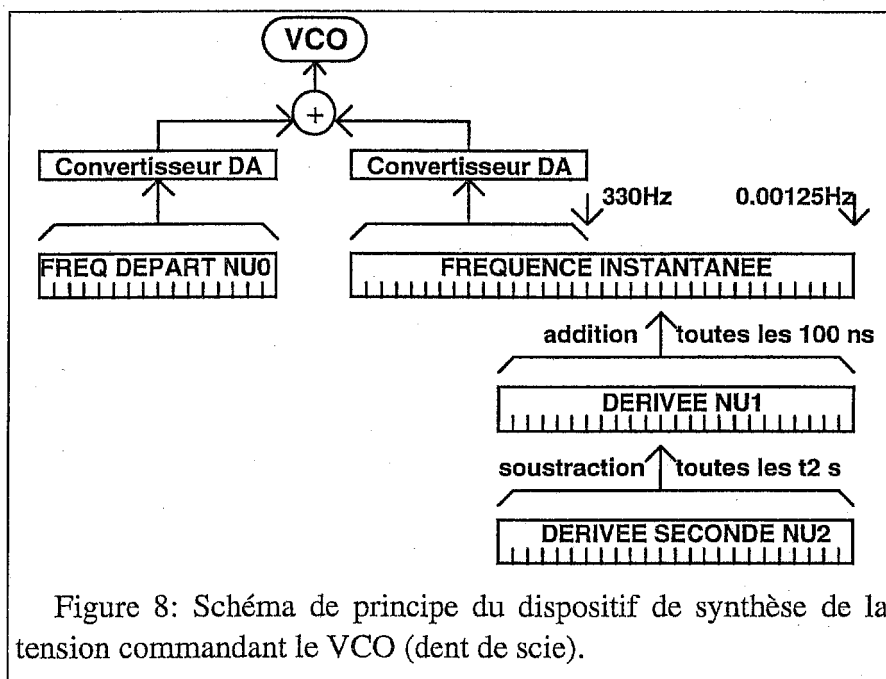 VCO
+
Convertisseur DA
Convertisseur DA
330Hz
0.00125Hz
FREQ DEPART NU0
FREQUENCE INSTANTANEE
addition toutes les 100 ns
DERIVEE NU1
soustraction toutes les t2 s
DERIVEE SECONDE NU2
Figure 8: Schéma de principe du dispositif de synthèse de la
tension commandant le VCO (dent de scie).